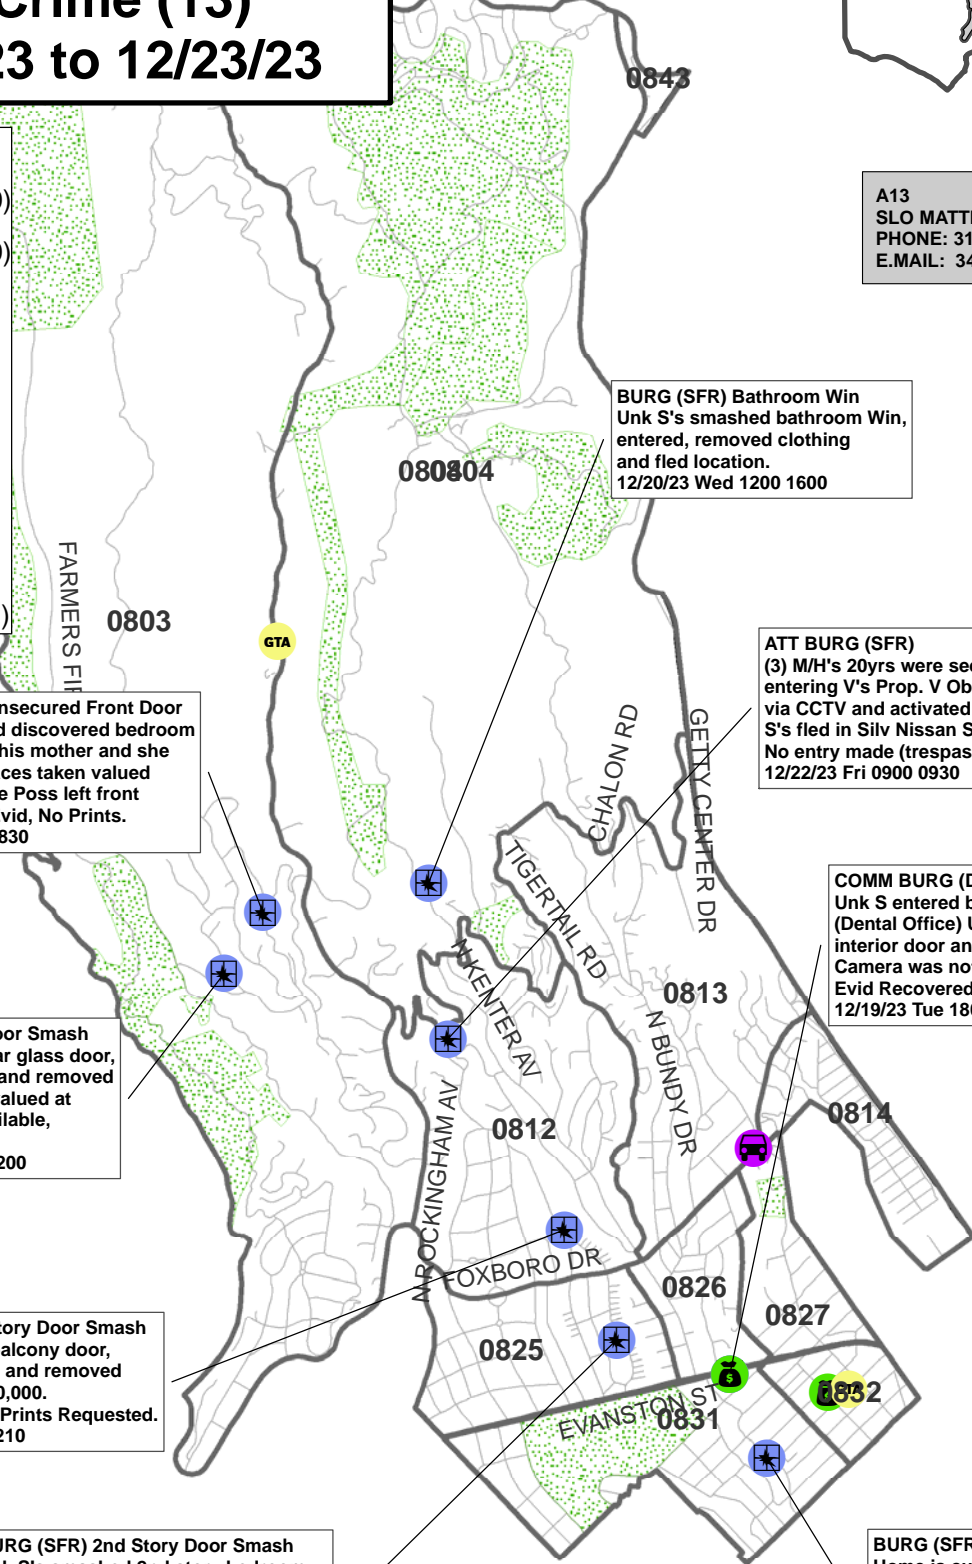 Crime (13)
23 to 12/23/23
0843
A13
SLO MATT
PHONE: 31
E.MAIL: 34
BURG (SFR) Bathroom Win
Unk S's smashed bathroom Win,
entered, removed clothing
and fled location.
12/20/23 Wed 1200 1600
0804
0803
FARMERS FI
GTA
ATT BURG (SFR)
(3) M/H's 20yrs were see
entering V's Prop. V Ob
via CCTV and activated
S's fled in Silv Nissan S
No entry made (trespas
12/22/23 Fri 0900 0930
nsecured Front Door
d discovered bedroom
his mother and she
ces taken valued
e Poss left front
vid, No Prints.
830
CHALON RD
GETTY CENTER DR
TIGERTAIL RD
N KENTER AV
COMM BURG (D
Unk S entered b
(Dental Office) U
interior door an
Camera was not
Evid Recovered
12/19/23 Tue 180
0813
N BUNDY DR
oor Smash
ar glass door,
and removed
valued at
ilable,
200
0812
0814
N ROCKINGHAM AV
FOXBORO DR
0826
0827
0825
tory Door Smash
alcony door,
and removed
0,000.
Prints Requested.
210
EVANSTON ST
0831
0832
GTA
URG (SFR) 2nd Story Door Smash
BURG (SFR